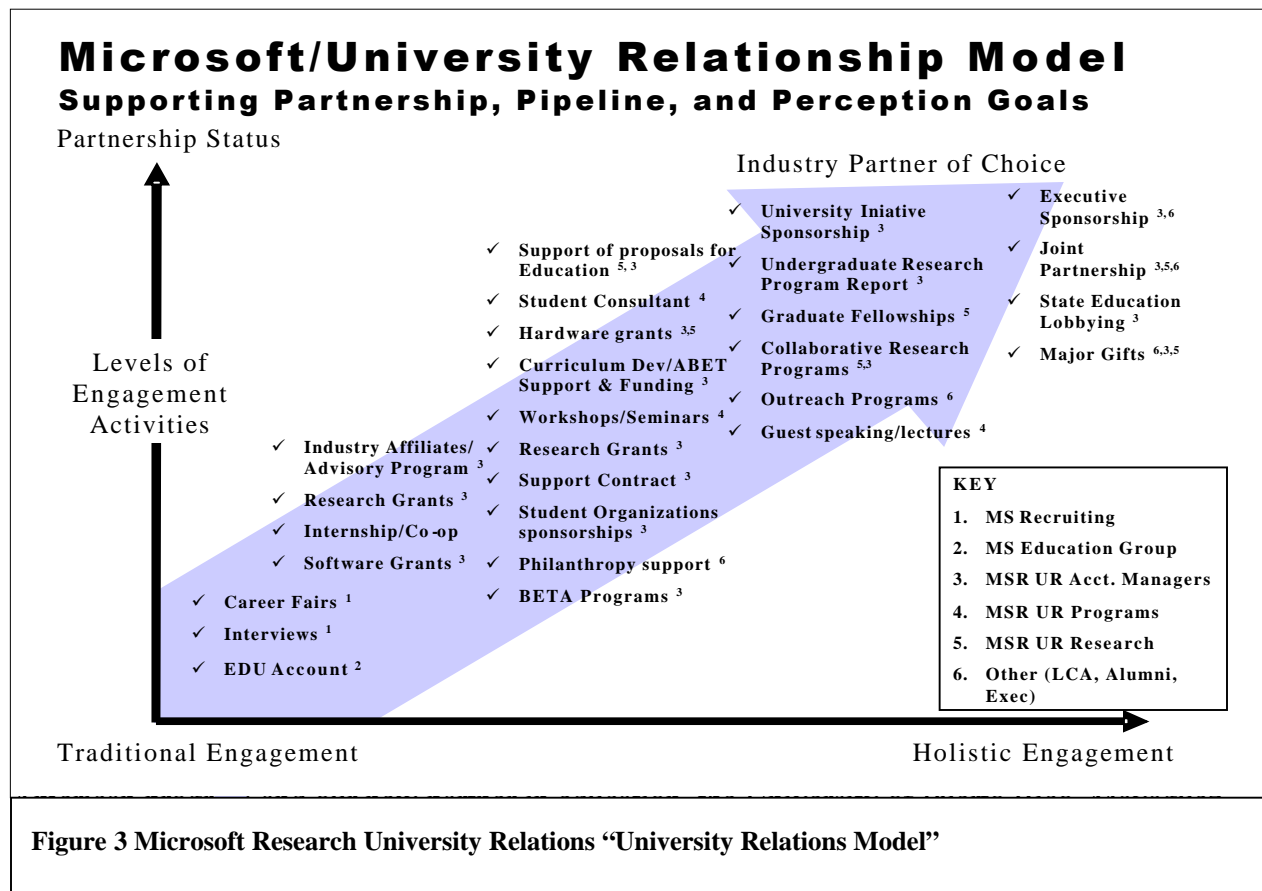 Microsoft/University Relationship Model
Supporting Partnership, Pipeline, and Perception Goals
Partnership Status
Levels of
Engagement
Activities
✓ Career Fairs 1
✓ Interviews 1
✓ EDU Account 2
✓ Industry Affiliates/
Advisory Program 3
✓ Research Grants 3
✓ Internship/Co-op
✓ Software Grants 3
✓ Support of proposals for
Education 5, 3
✓ Student Consultant 4
✓ Hardware grants 3,5
✓ Curriculum Dev/ABET
Support & Funding 3
✓ Workshops/Seminars 4
✓ Research Grants 3
✓ Support Contract 3
✓ Student Organizations
sponsorships 3
✓ Philanthropy support 6
✓ BETA Programs 3
Industry Partner of Choice
✓ University Iniative
Sponsorship 3
✓ Undergraduate Research
Program Report 3
✓ Graduate Fellowships 5
✓ Collaborative Research
Programs 5,3
✓ Outreach Programs 6
✓ Guest speaking/lectures 4
✓ Executive
Sponsorship 3,6
✓ Joint
Partnership 3,5,6
✓ State Education
Lobbying 3
✓ Major Gifts 6,3,5
KEY
1. MS Recruiting
2. MS Education Group
3. MSR UR Acct. Managers
4. MSR UR Programs
5. MSR UR Research
6. Other (LCA, Alumni,
Exec)
Traditional Engagement
Holistic Engagement
Figure 3 Microsoft Research University Relations “University Relations Model”